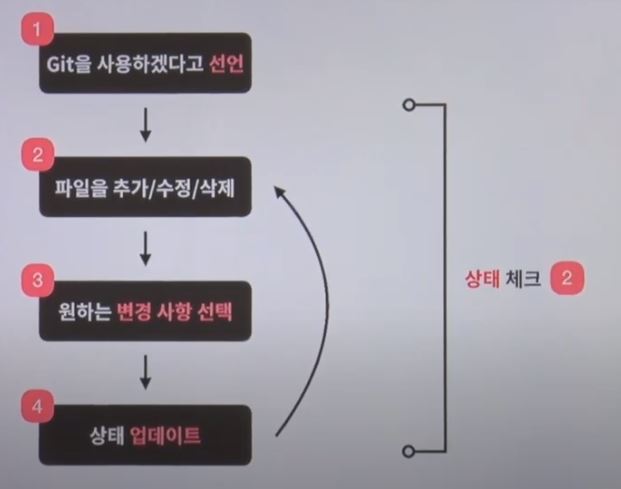 1
Git을 사용하겠다고 선언
2
파일을 추가/수정/삭제
3
원하는 변경 사항 선택
4
상태 업데이트
상태 체크 2